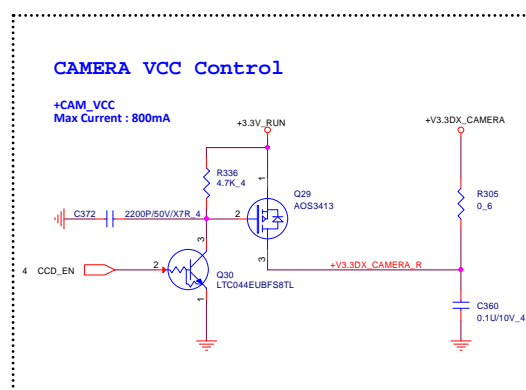 CAMERA VCC Control
+CAM_VCC
Max Current : 800mA
+3.3V_RUN
+V3.3DX_CAMERA
R336
4.7K_4
1
Q29
AOS3413
R305
0_6
C372
2200P/50V/X7R_4
2
3
3
+V3.3DX_CAMERA_R
4 CCD_EN
2
Q30
LTC044EUBFS8TL
1
C360
0.1U/10V_4